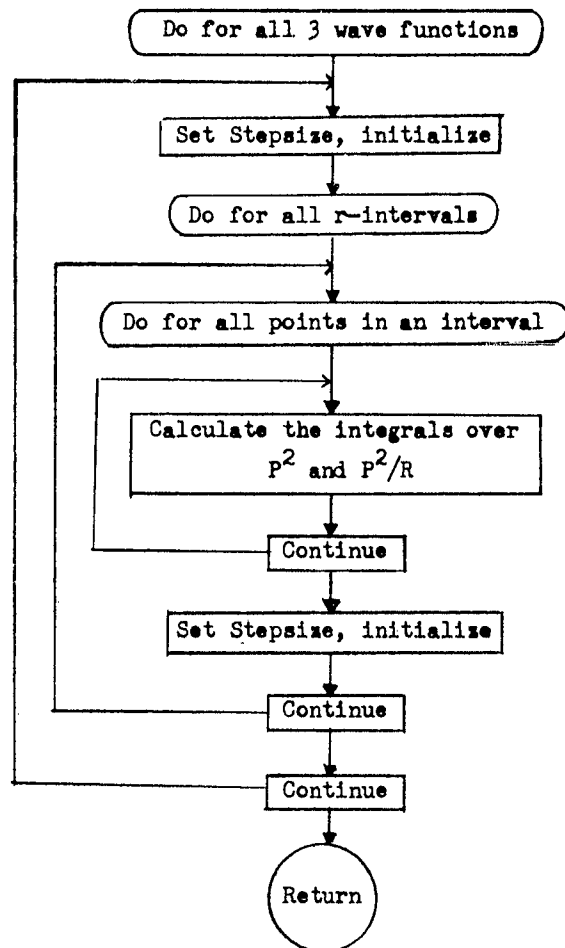 Do for all 3 wave functions
Set Stepsize, initialize
Do for all r-intervals
Do for all points in an interval
Calculate the integrals over
P² and P²/R
Continue
Set Stepsize, initialize
Continue
Continue
Return